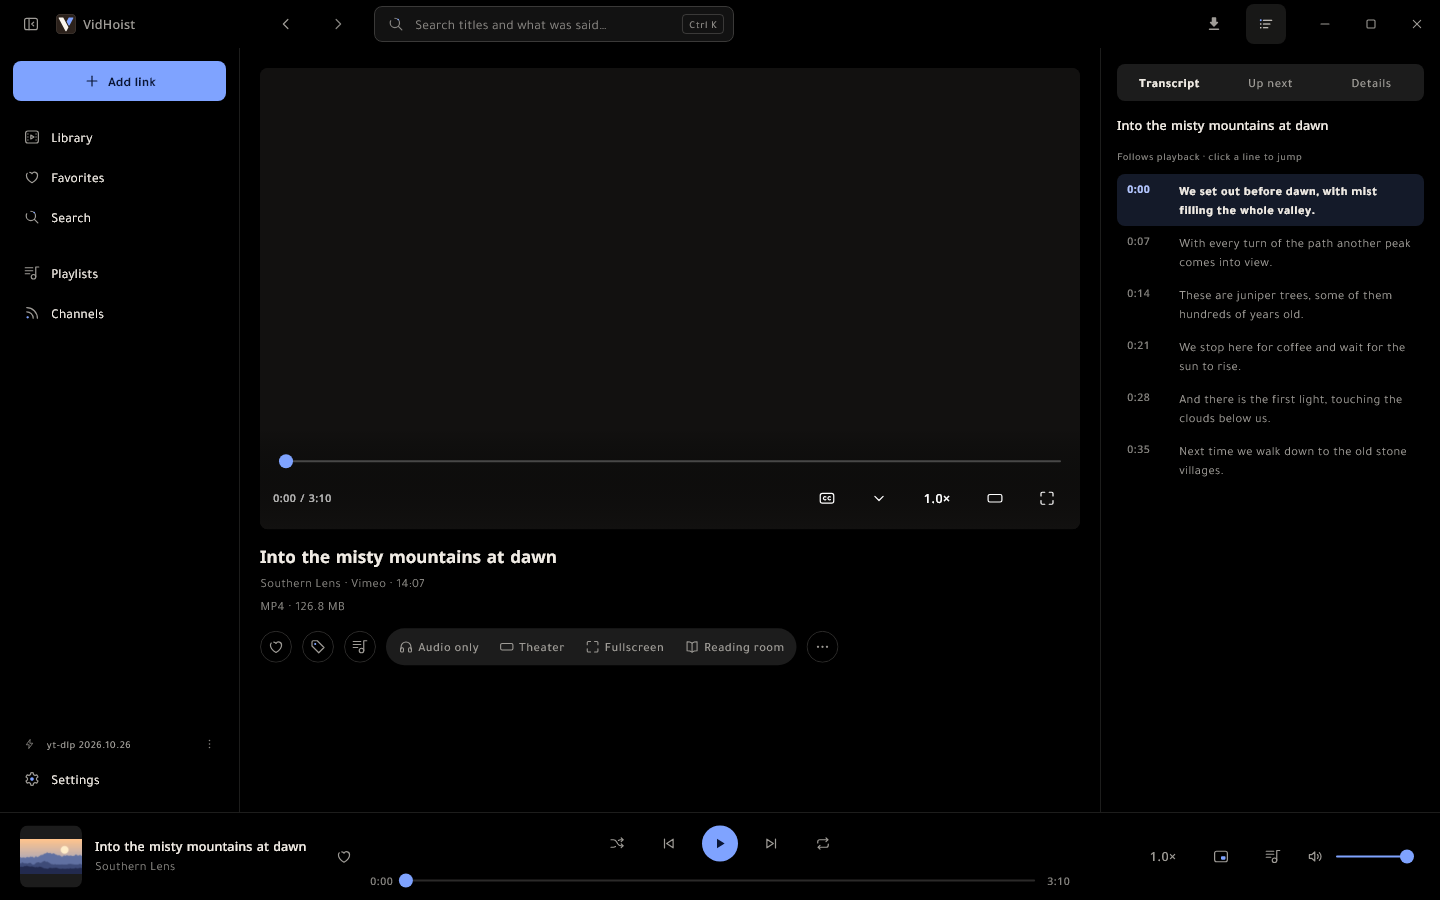 VidHoist
Search titles and what was said...
Ctrl K
Add link
Library
Favorites
Search
Playlists
Channels
yt-dlp 2026.10.26
Settings
0:00 / 3:10
CC
1.0×
Into the misty mountains at dawn
Southern Lens · Vimeo · 14:07
MP4 · 126.8 MB
Audio only
Theater
Fullscreen
Reading room
Transcript
Up next
Details
Into the misty mountains at dawn
Follows playback · click a line to jump
0:00
We set out before dawn, with mist
filling the whole valley.
0:07
With every turn of the path another peak
comes into view.
0:14
These are juniper trees, some of them
hundreds of years old.
0:21
We stop here for coffee and wait for the
sun to rise.
0:28
And there is the first light, touching the
clouds below us.
0:35
Next time we walk down to the old stone
villages.
Into the misty mountains at dawn
Southern Lens
0:00
3:10
1.0×